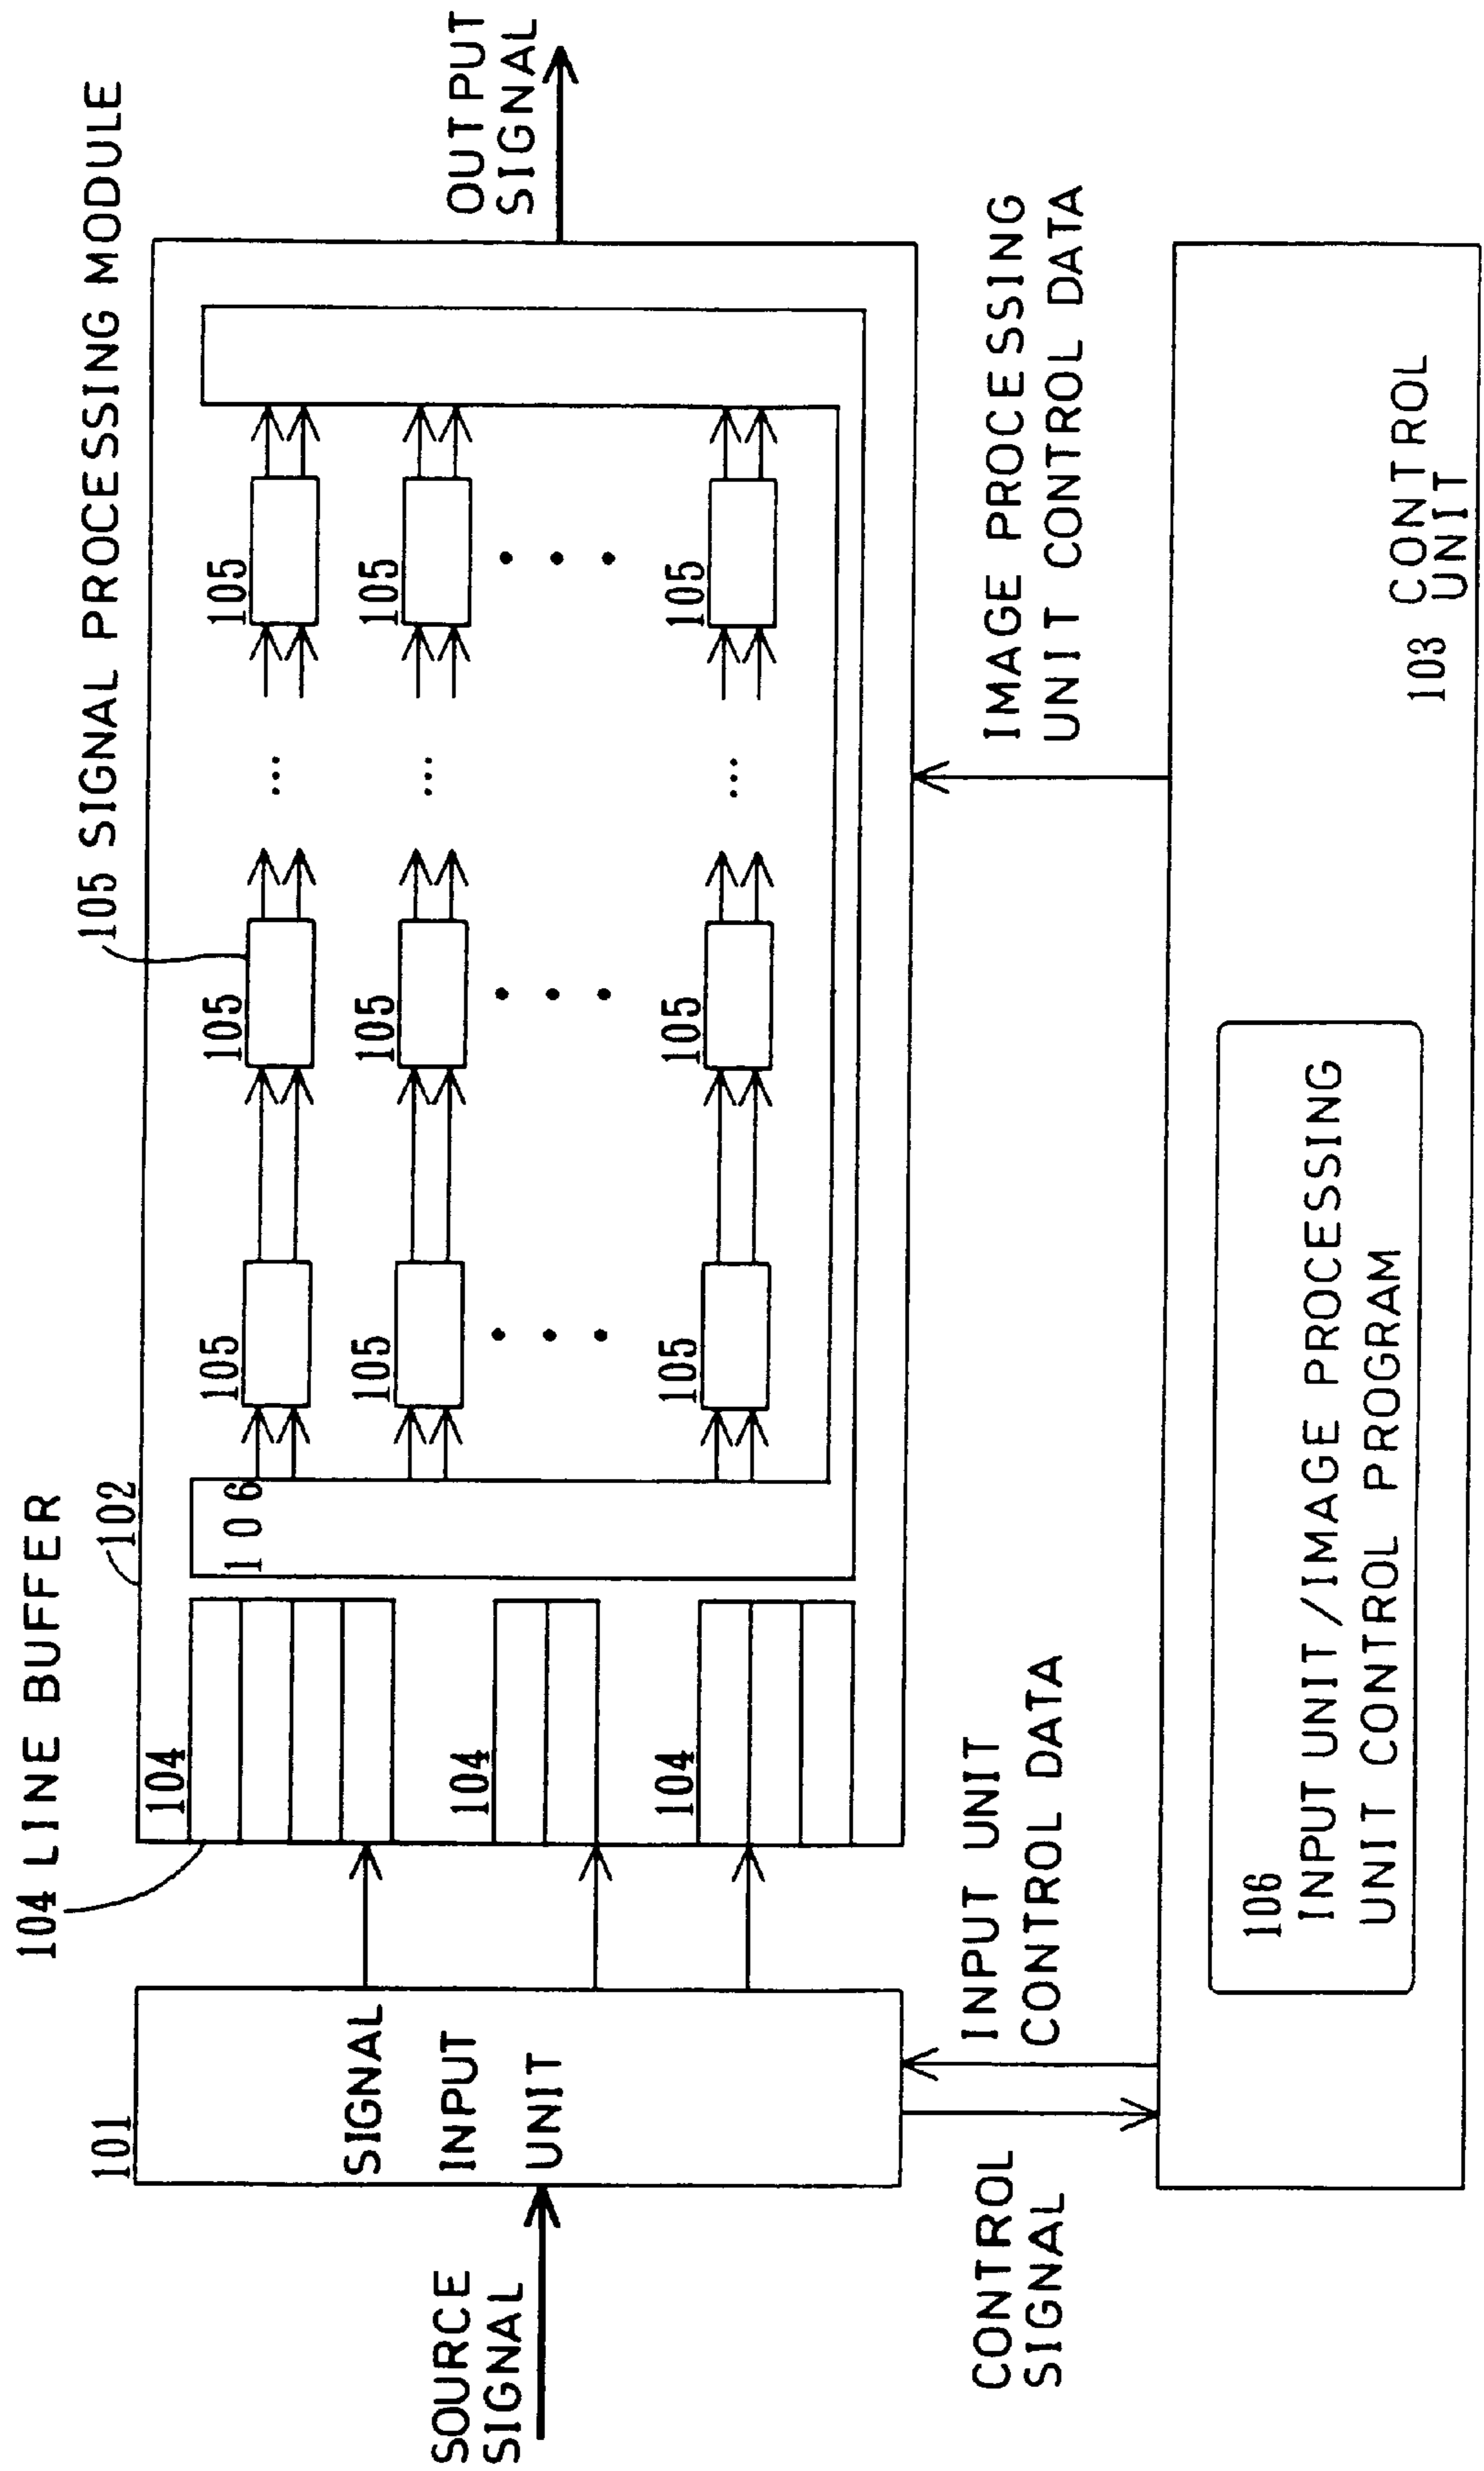 104 LINE BUFFER
102
105 SIGNAL PROCESSING MODULE
101
SIGNAL
INPUT
UNIT
SOURCE
SIGNAL
104
104
104
106
105
105
105
105
105
105
105
105
105
...
...
...
OUTPUT
SIGNAL
CONTROL
SIGNAL
INPUT UNIT
CONTROL DATA
IMAGE PROCESSING
UNIT CONTROL DATA
106
INPUT UNIT/IMAGE PROCESSING
UNIT CONTROL PROGRAM
103 CONTROL
UNIT